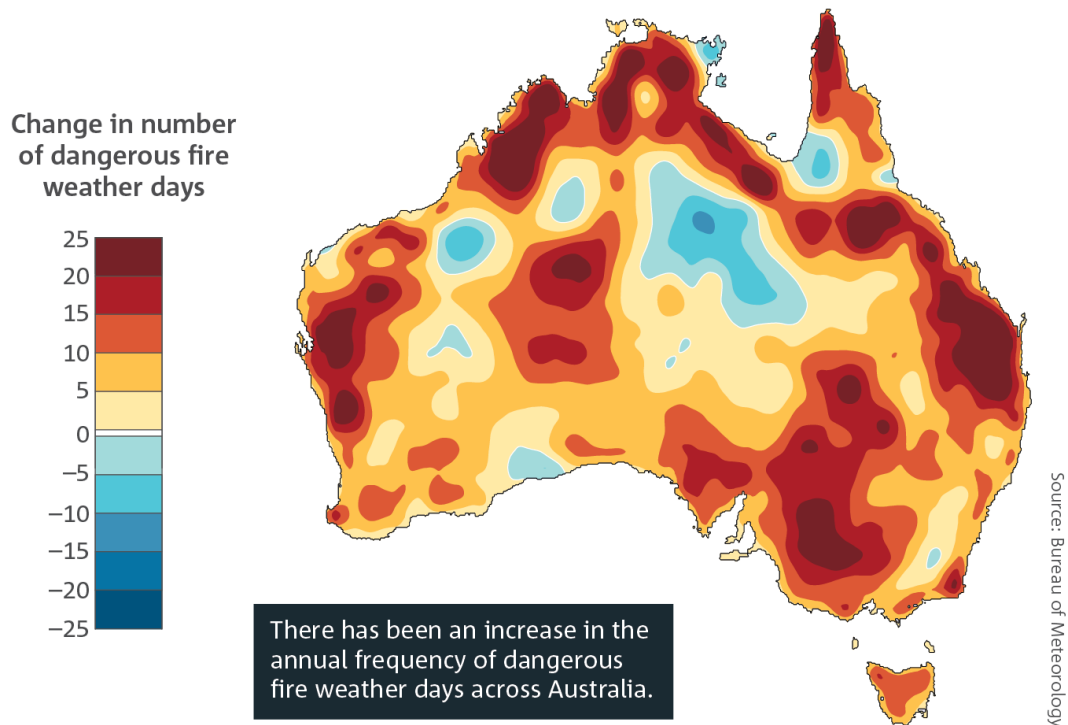 Change in number
of dangerous fire
weather days
25
20
15
10
5
0
−5
−10
−15
−20
−25
There has been an increase in the
annual frequency of dangerous
fire weather days across Australia.
Source: Bureau of Meteorology